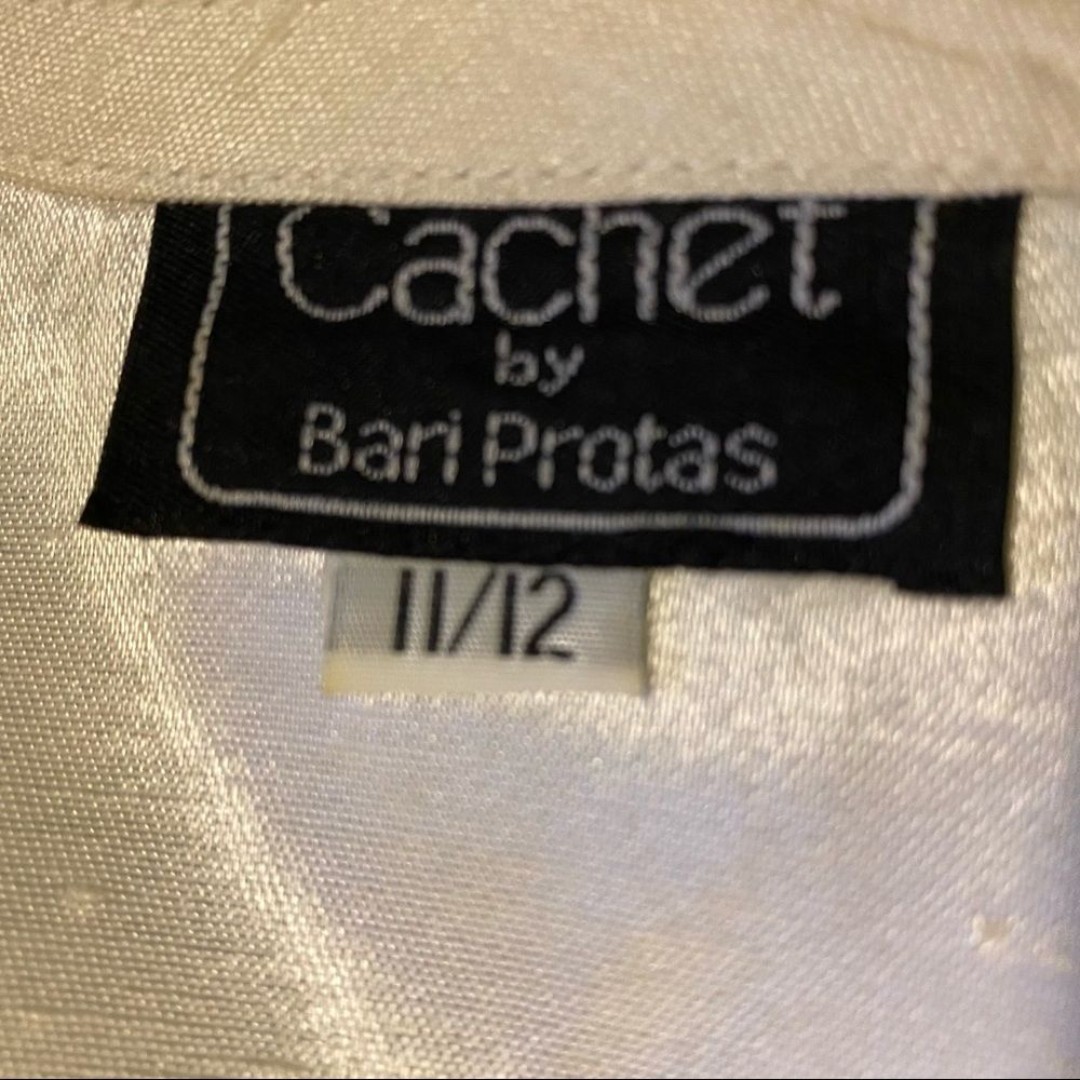 Cachet
by
Bari Protas
11/12